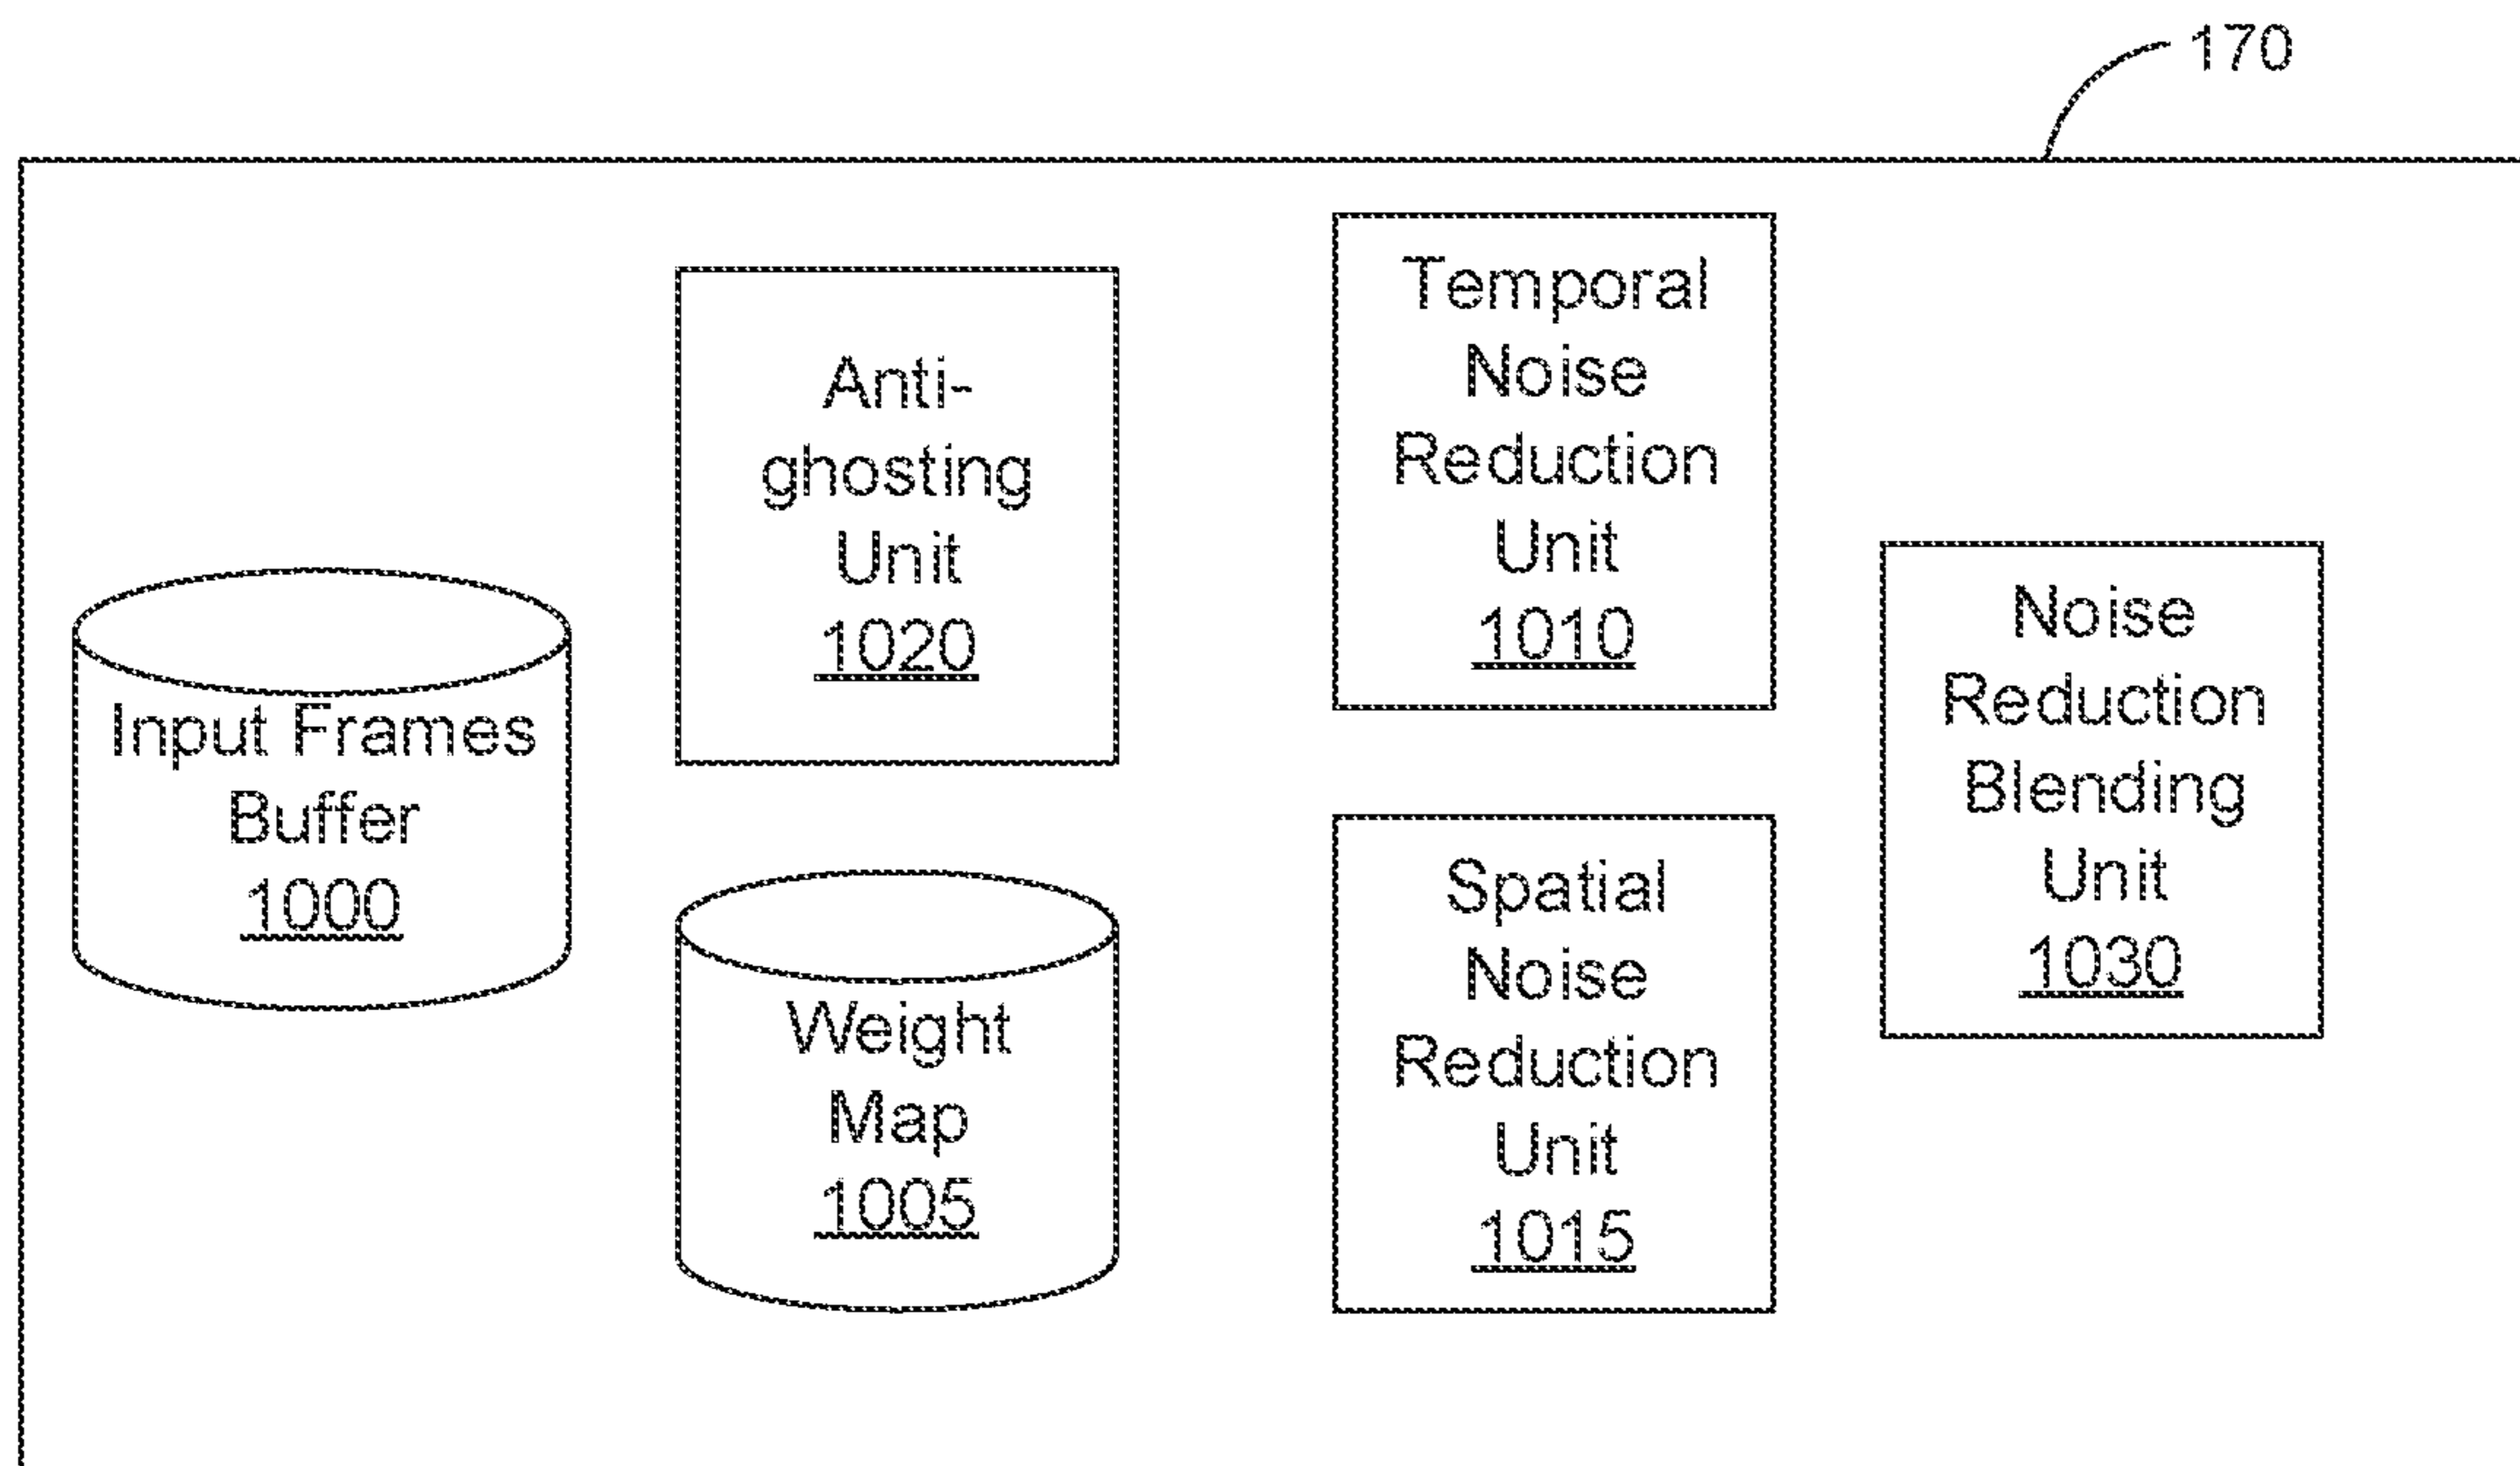 170
Input Frames
Buffer
1000
Anti-
ghosting
Unit
1020
Weight
Map
1005
Temporal
Noise
Reduction
Unit
1010
Spatial
Noise
Reduction
Unit
1015
Noise
Reduction
Blending
Unit
1030